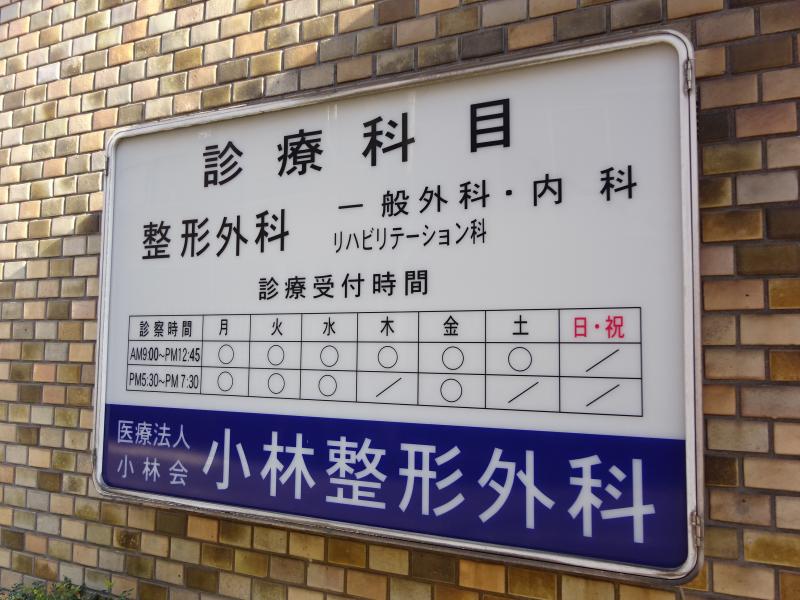 診療科目
整形外科 一般外科・内科
リハビリテーション科
診療受付時間
診察時間 月 火 水 木 金 土 日・祝
AM9:00~PM12:45 ○ ○ ○ ○ ○ ○ ／
PM5:30~PM7:30 ○ ○ ○ ／ ○ ／ ／
医療法人
小林会
小林整形外科